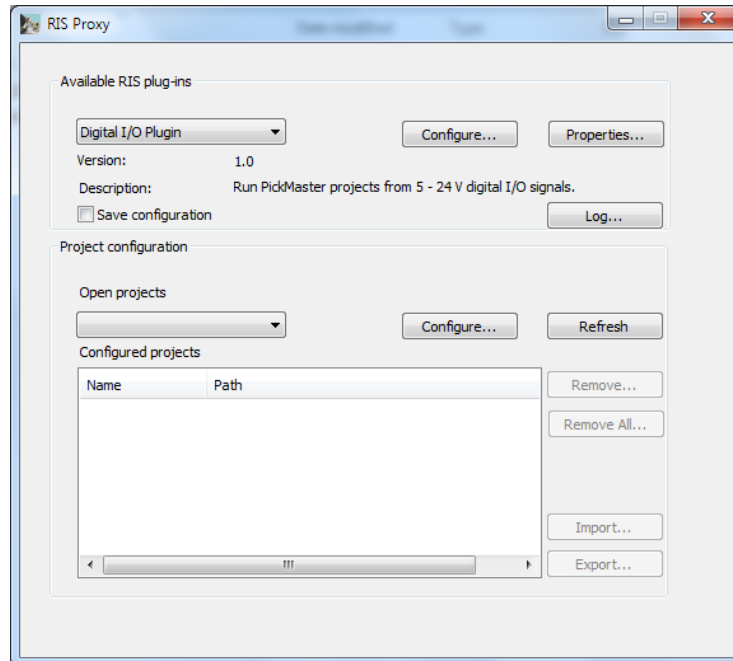 RIS Proxy
Available RIS plug-ins
Digital I/O Plugin
Configure...
Properties...
Version: 1.0
Description: Run PickMaster projects from 5 - 24 V digital I/O signals.
Save configuration
Log...
Project configuration
Open projects
Configure...
Refresh
Configured projects
Name Path
Remove...
Remove All...
Import...
Export...